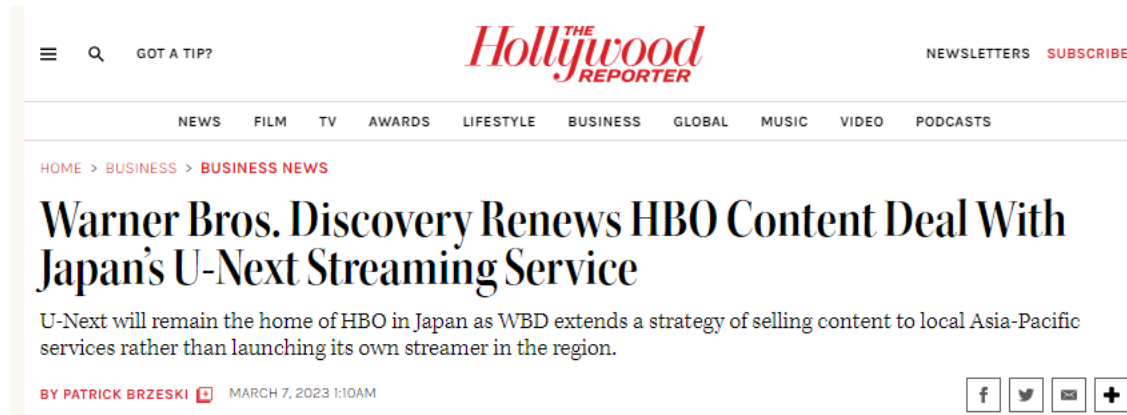 GOT A TIP?
THE
Hollywood
REPORTER
NEWSLETTERS SUBSCRIBE
NEWS FILM TV AWARDS LIFESTYLE BUSINESS GLOBAL MUSIC VIDEO PODCASTS
HOME > BUSINESS > BUSINESS NEWS
Warner Bros. Discovery Renews HBO Content Deal With
Japan’s U-Next Streaming Service
U-Next will remain the home of HBO in Japan as WBD extends a strategy of selling content to local Asia-Pacific
services rather than launching its own streamer in the region.
BY PATRICK BRZESKI MARCH 7, 2023 1:10AM